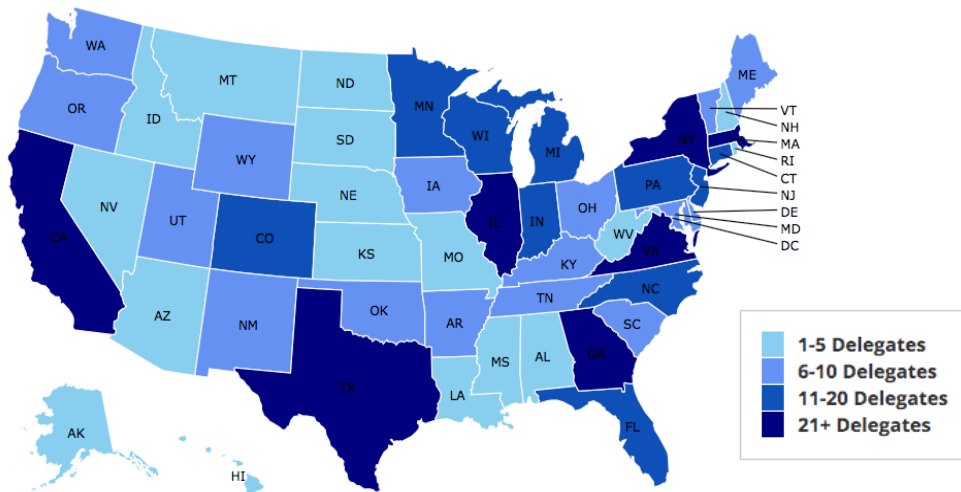 WA
ME
MT
ND
MN
VT
OR
NH
ID
WI
NY
MA
SD
MI
RI
WY
CT
PA
NJ
IA
NE
OH
DE
NV
UT
IL
IN
MD
WV
DC
CA
CO
VA
KS
MO
KY
NC
TN
OK
AZ
NM
AR
SC
MS
AL
GA
TX
LA
FL
AK
HI
1-5 Delegates
6-10 Delegates
11-20 Delegates
21+ Delegates